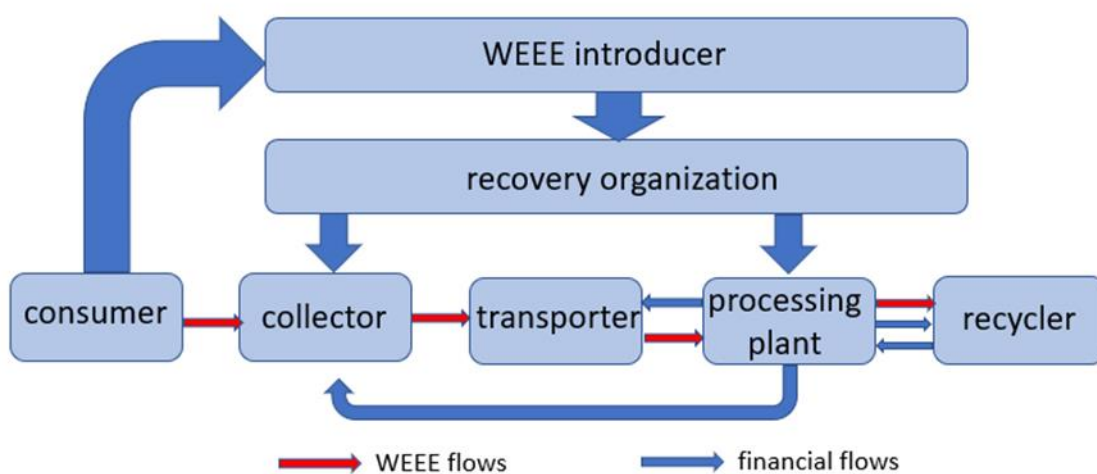 WEEE introducer
recovery organization
consumer
collector
transporter
processing
plant
recycler
WEEE flows
financial flows